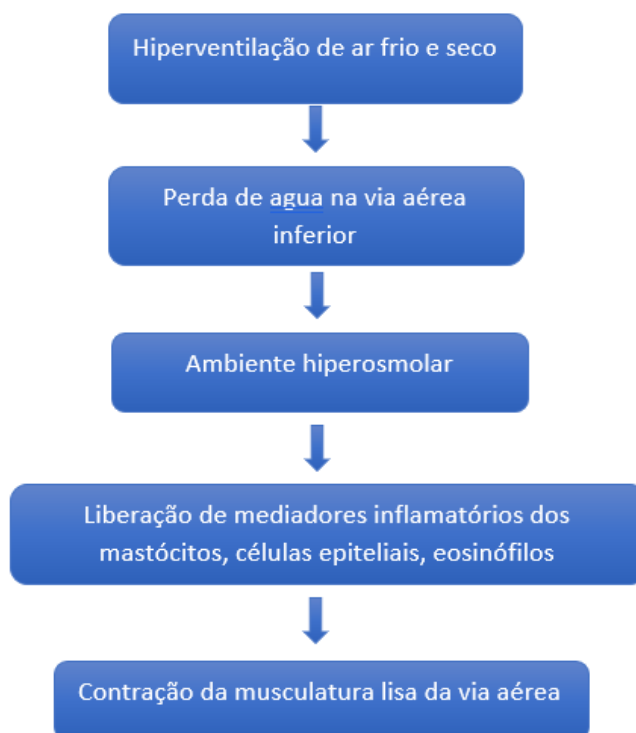 Hiperventilação de ar frio e seco
Perda de agua na via aérea
inferior
Ambiente hiperosmolar
Liberação de mediadores inflamatórios dos
mastócitos, células epiteliais, eosinófilos
Contração da musculatura lisa da via aérea